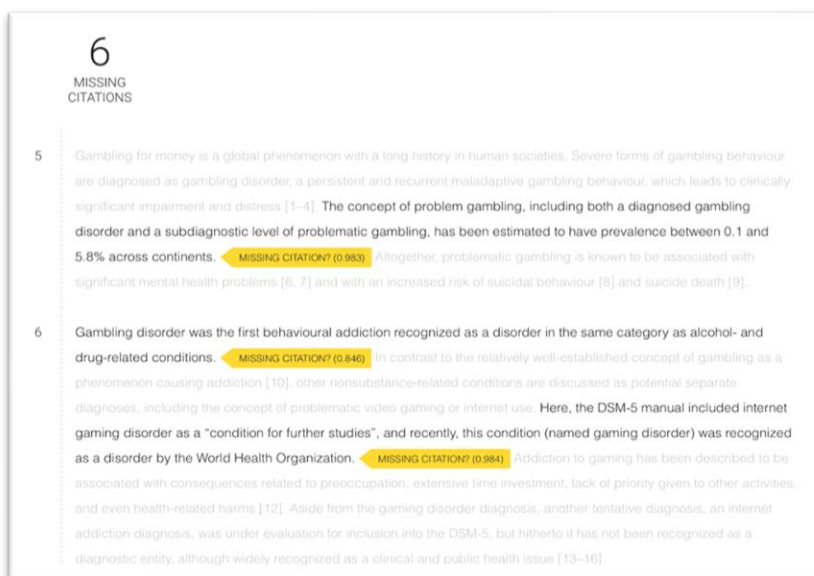 6
MISSING
CITATIONS
5 Gambling for money is a global phenomenon with a long history in human societies. Severe forms of gambling behaviour
are diagnosed as gambling disorder, a persistent and recurrent maladaptive gambling behaviour, which leads to clinically
significant impairment and distress [1-4]. The concept of problem gambling, including both a diagnosed gambling
disorder and a subdiagnostic level of problematic gambling, has been estimated to have prevalence between 0.1 and
5.8% across continents. MISSING CITATION? (0.983) Altogether, problematic gambling is known to be associated with
significant mental health problems [6, 7] and with an increased risk of suicidal behaviour [8] and suicide death [9].
6 Gambling disorder was the first behavioural addiction recognized as a disorder in the same category as alcohol- and
drug-related conditions. MISSING CITATION? (0.846) In contrast to the relatively well-established concept of gambling as a
phenomenon causing addiction [10], other nonsubstance-related conditions are discussed as potential separate
diagnoses, including the concept of problematic video gaming or internet use. Here, the DSM-5 manual included internet
gaming disorder as a "condition for further studies", and recently, this condition (named gaming disorder) was recognized
as a disorder by the World Health Organization. MISSING CITATION? (0.984) Addiction to gaming has been described to be
associated with consequences related to preoccupation, extensive time investment, lack of priority given to other activities,
and even health-related harms [12]. Aside from the gaming disorder diagnosis, another tentative diagnosis, an internet
addiction diagnosis, was under evaluation for inclusion into the DSM-5, but hitherto it has not been recognized as a
diagnostic entity, although widely recognized as a clinical and public health issue [13-16].